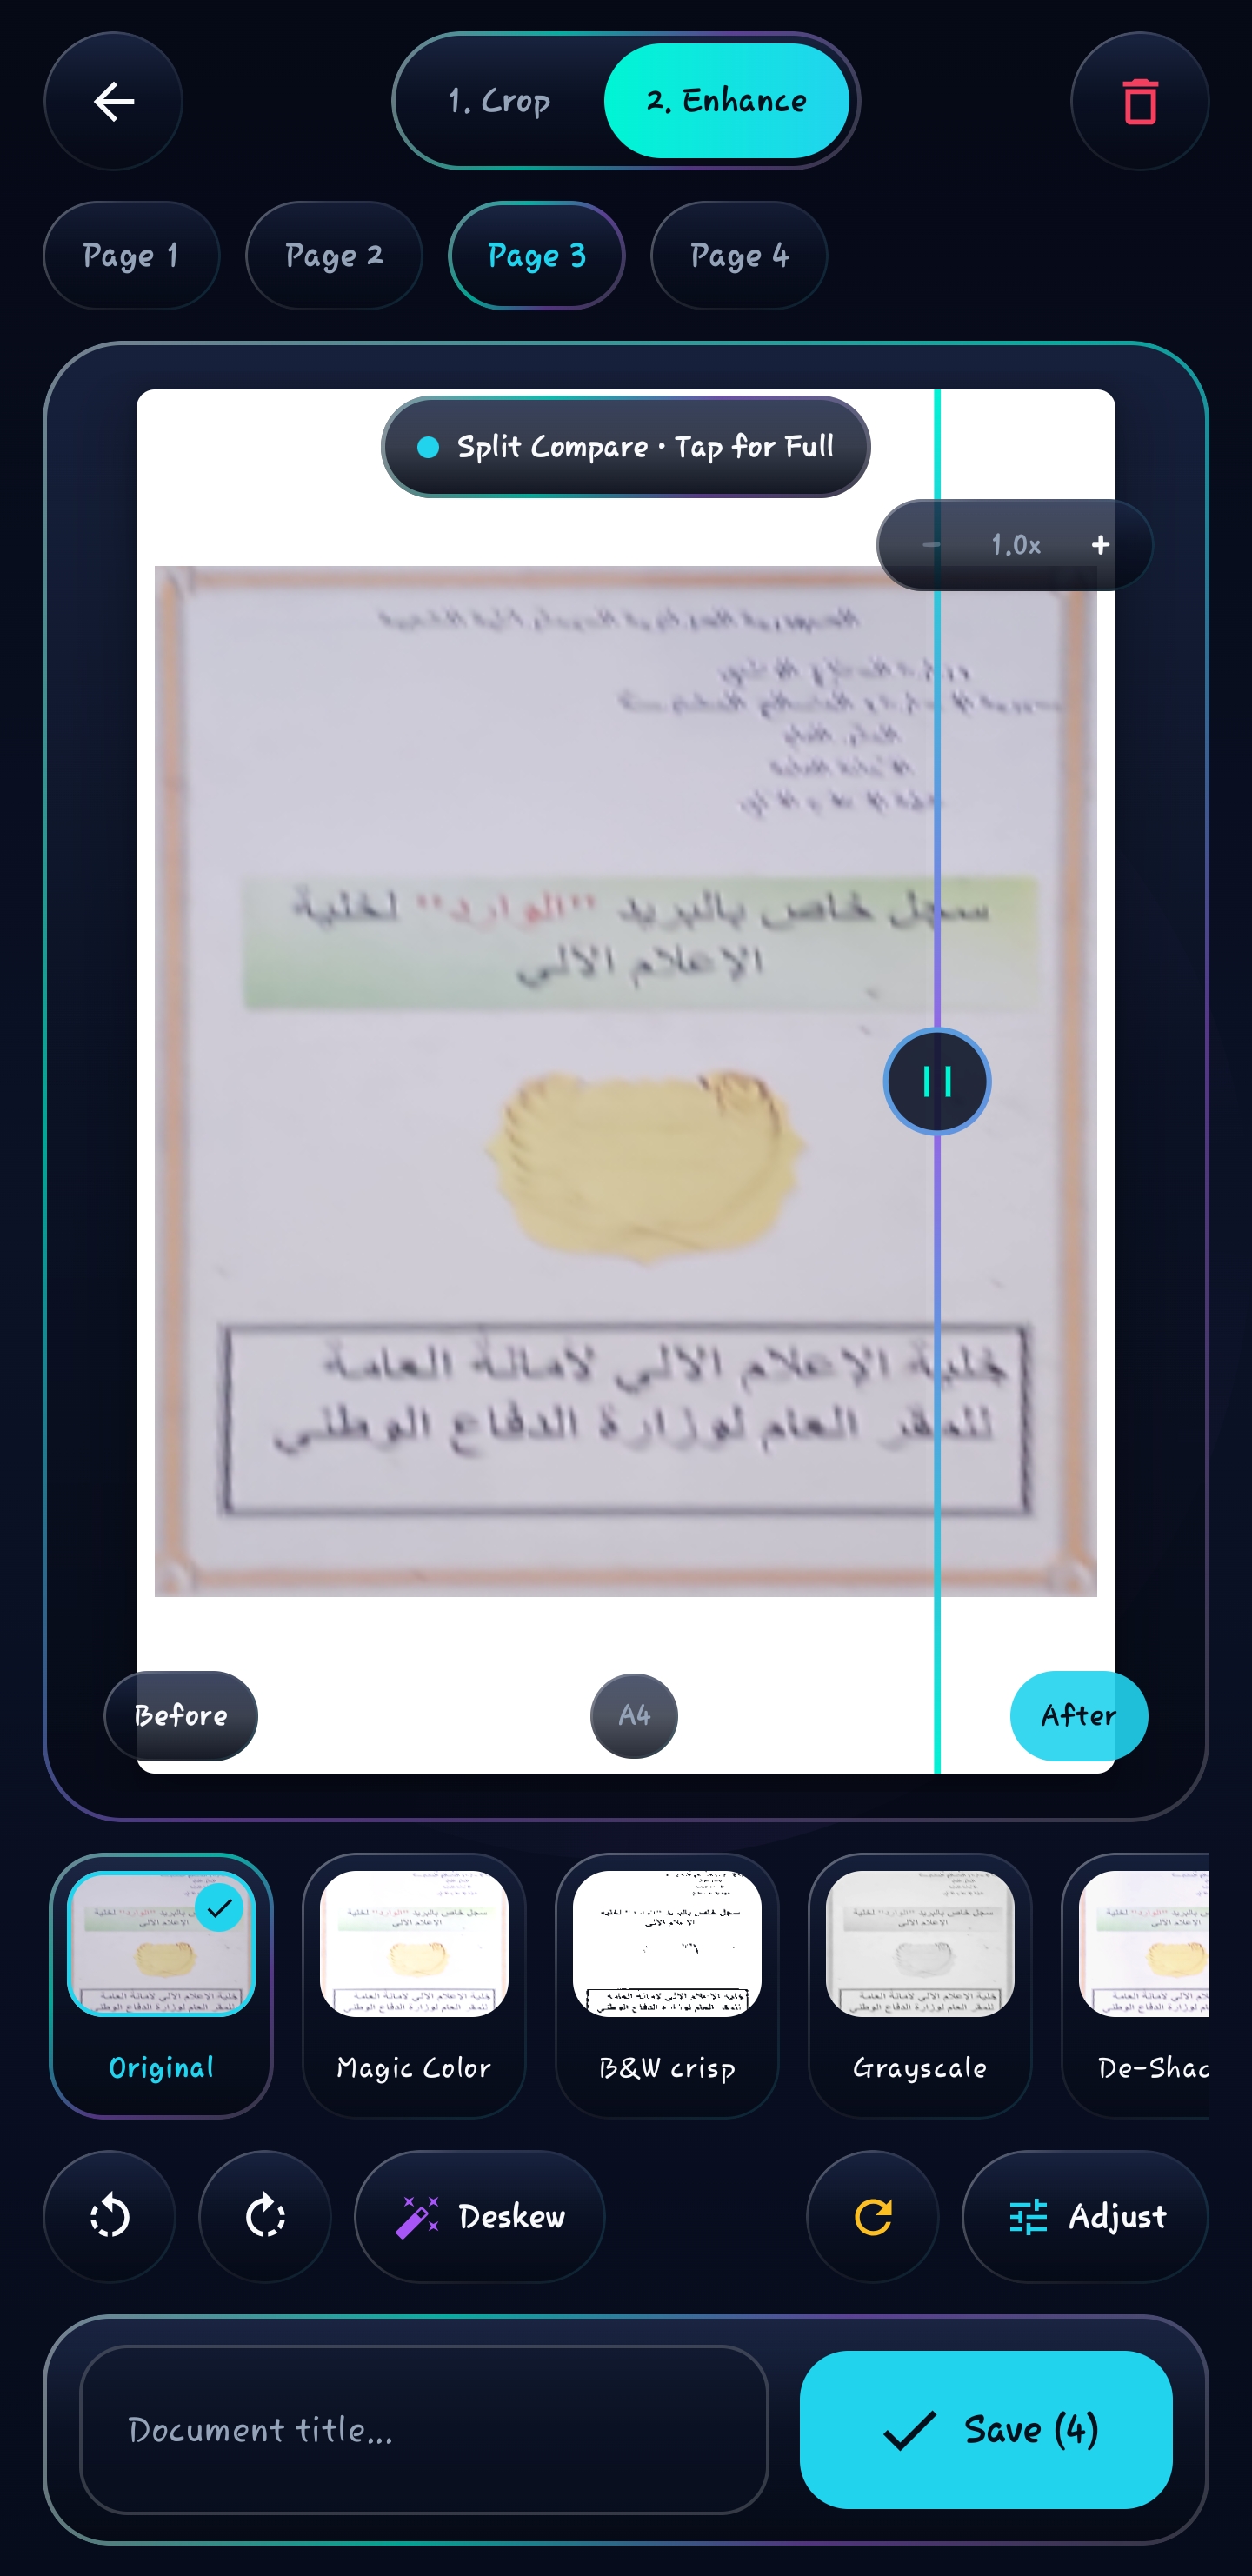 1. Crop
2. Enhance
Page 1
Page 2
Page 3
Page 4
Split Compare • Tap for Full
1.0x
سجل خاص بالبريد "الوارد" لخلية
الإعلام الآلي
خلية الإعلام الآلي لأمانة العامة
للمقر العام لوزارة الدفاع الوطني
Before
A4
After
Original
Magic Color
B&W crisp
Grayscale
De-Shad
Deskew
Adjust
Document title...
Save (4)